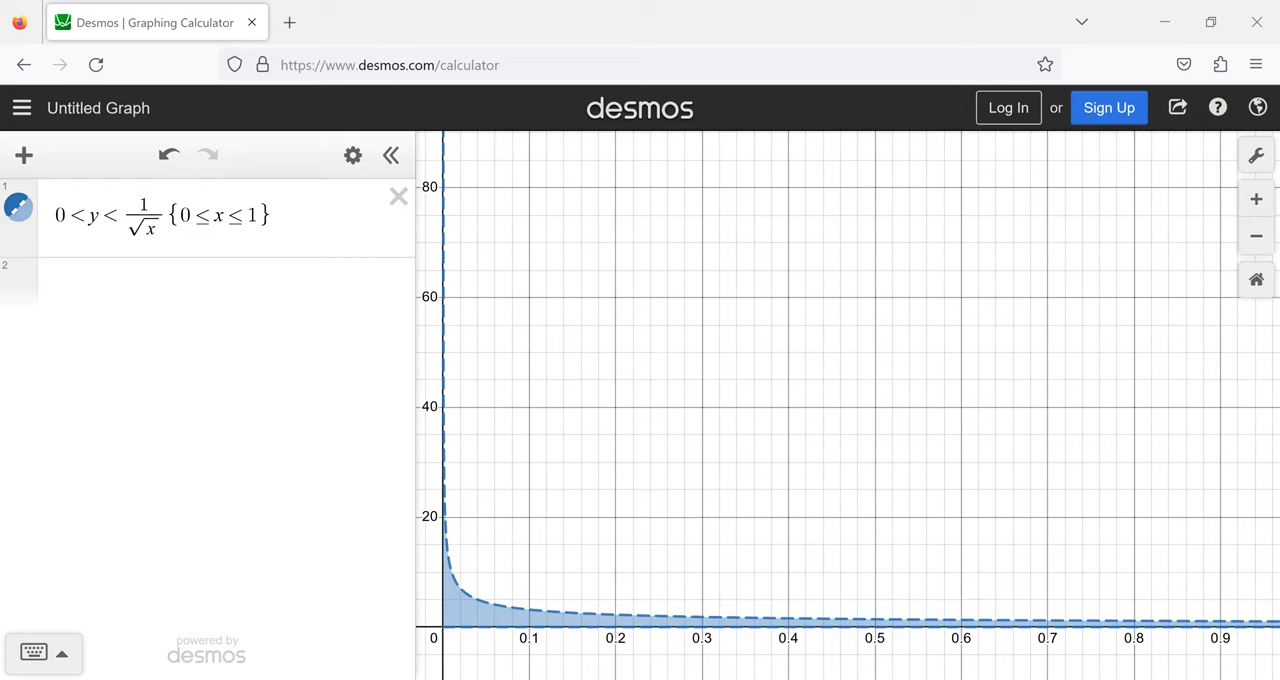 Desmos | Graphing Calculator
https://www.desmos.com/calculator
Untitled Graph
desmos
Log In or Sign Up
1
0 < y < 1/√x {0 ≤ x ≤ 1}
2
80
60
40
20
0 0.1 0.2 0.3 0.4 0.5 0.6 0.7 0.8 0.9
powered by
desmos